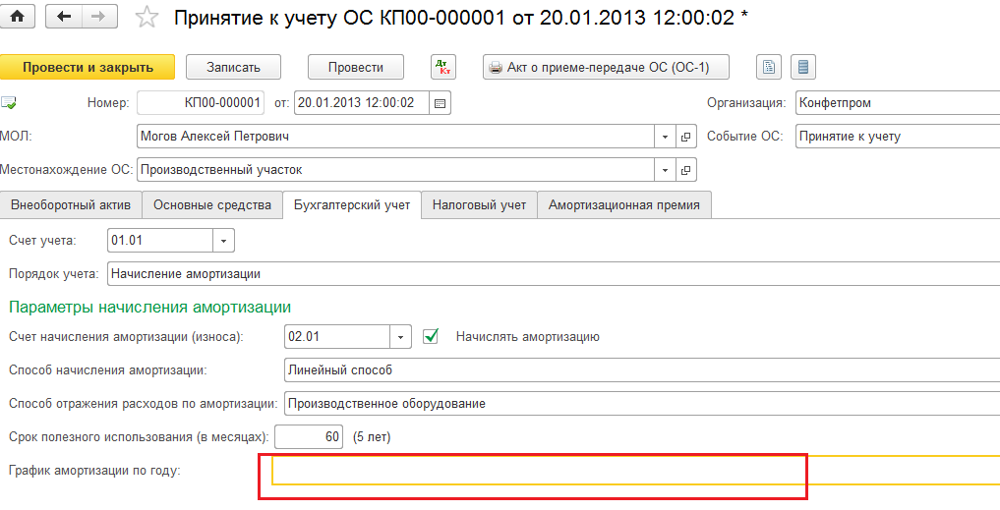 Принятие к учету ОС КП00-000001 от 20.01.2013 12:00:02 *
Провести и закрыть Записать Провести Дт Кт Акт о приеме-передаче ОС (ОС-1)
Номер: КП00-000001 от: 20.01.2013 12:00:02 Организация: Конфетпром
МОЛ: Могов Алексей Петрович Событие ОС: Принятие к учету
Местонахождение ОС: Производственный участок
Внеоборотный актив Основные средства Бухгалтерский учет Налоговый учет Амортизационная премия
Счет учета: 01.01
Порядок учета: Начисление амортизации
Параметры начисления амортизации
Счет начисления амортизации (износа): 02.01 Начислять амортизацию
Способ начисления амортизации: Линейный способ
Способ отражения расходов по амортизации: Производственное оборудование
Срок полезного использования (в месяцах): 60 (5 лет)
График амортизации по году: